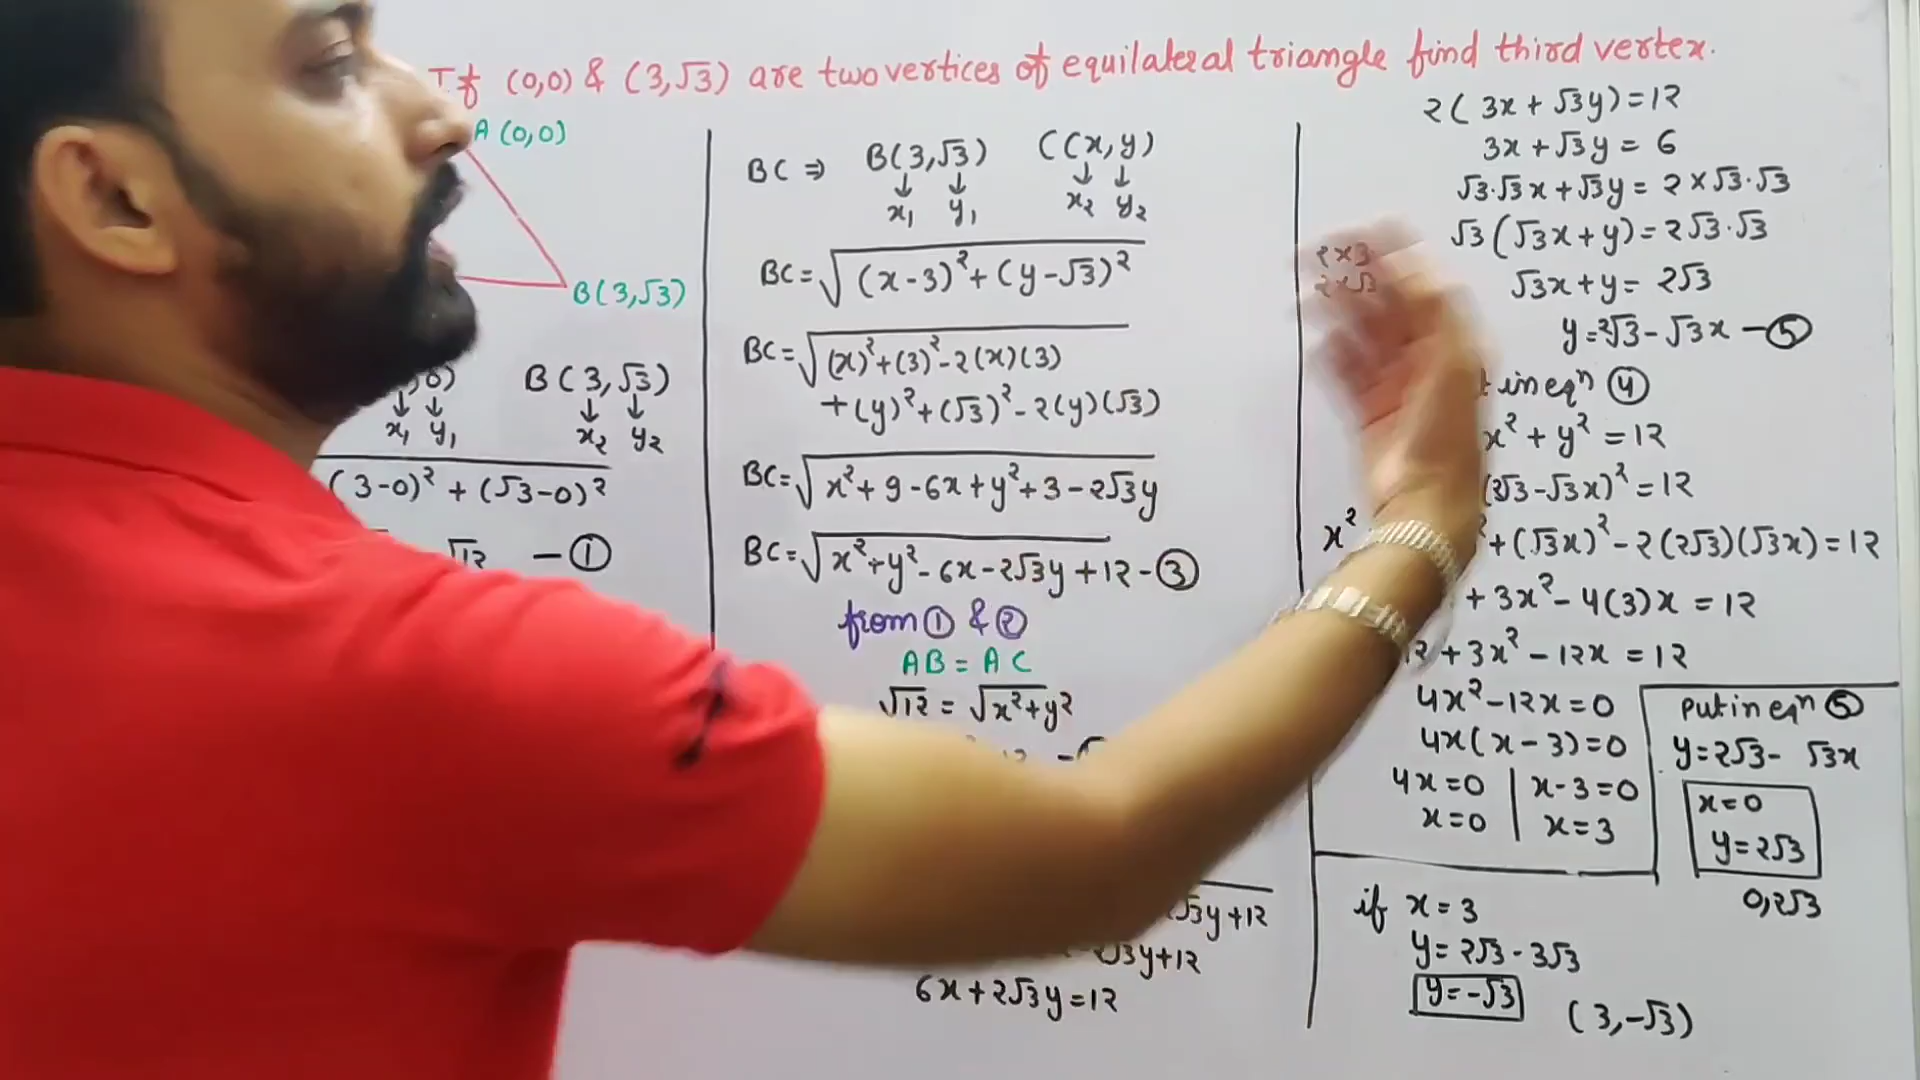 If (0,0) & (3,√3) are two vertices of equilateral triangle find third vertex.
A (0,0)
B(3,√3)
B(3,√3)
x₁ y₁ x₂ y₂
(3-0)² + (√3-0)²
√12 — ①
BC ⇒ B(3,√3) C(x,y)
x₁ y₁ x₂ y₂
BC=√(x-3)²+(y-√3)²
BC=√(x)²+(3)²-2(x)(3)
+(y)²+(√3)²-2(y)(√3)
BC=√x²+9-6x+y²+3-2√3y
BC=√x²+y²-6x-2√3y+12 - ③
from ① & ②
AB = AC
√12 = √x²+y²
√3y+12
√3y+12
6x+2√3y=12
2(3x+√3y)=12
3x+√3y = 6
√3·√3x+√3y = 2×√3·√3
√3(√3x+y)=2√3·√3
2×3
2×√3
√3x+y = 2√3
y=2√3-√3x — ⑤
in eqⁿ ④
x²+y²=12
(2√3-√3x)²=12
x²
+(√3x)²-2(2√3)(√3x)=12
+3x²-4(3)x = 12
+3x²-12x = 12
4x²-12x=0
4x(x-3)=0
4x=0 | x-3=0
x=0 | x=3
put in eqⁿ ⑤
y=2√3- √3x
x=0
y=2√3
0,2√3
if x=3
y=2√3-3√3
y=-√3
(3,-√3)